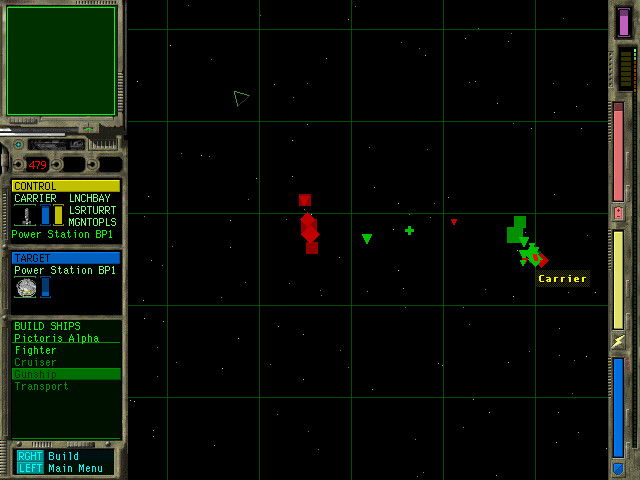 479
CONTROL
CARRIER LNCHBAY
LSRTURRT
MGNTOPLS
Power Station BP1
TARGET
Power Station BP1
BUILD SHIPS
Pictoris Alpha
Fighter
Cruiser
Gunship
Transport
RGHT Build
LEFT Main Menu
Carrier